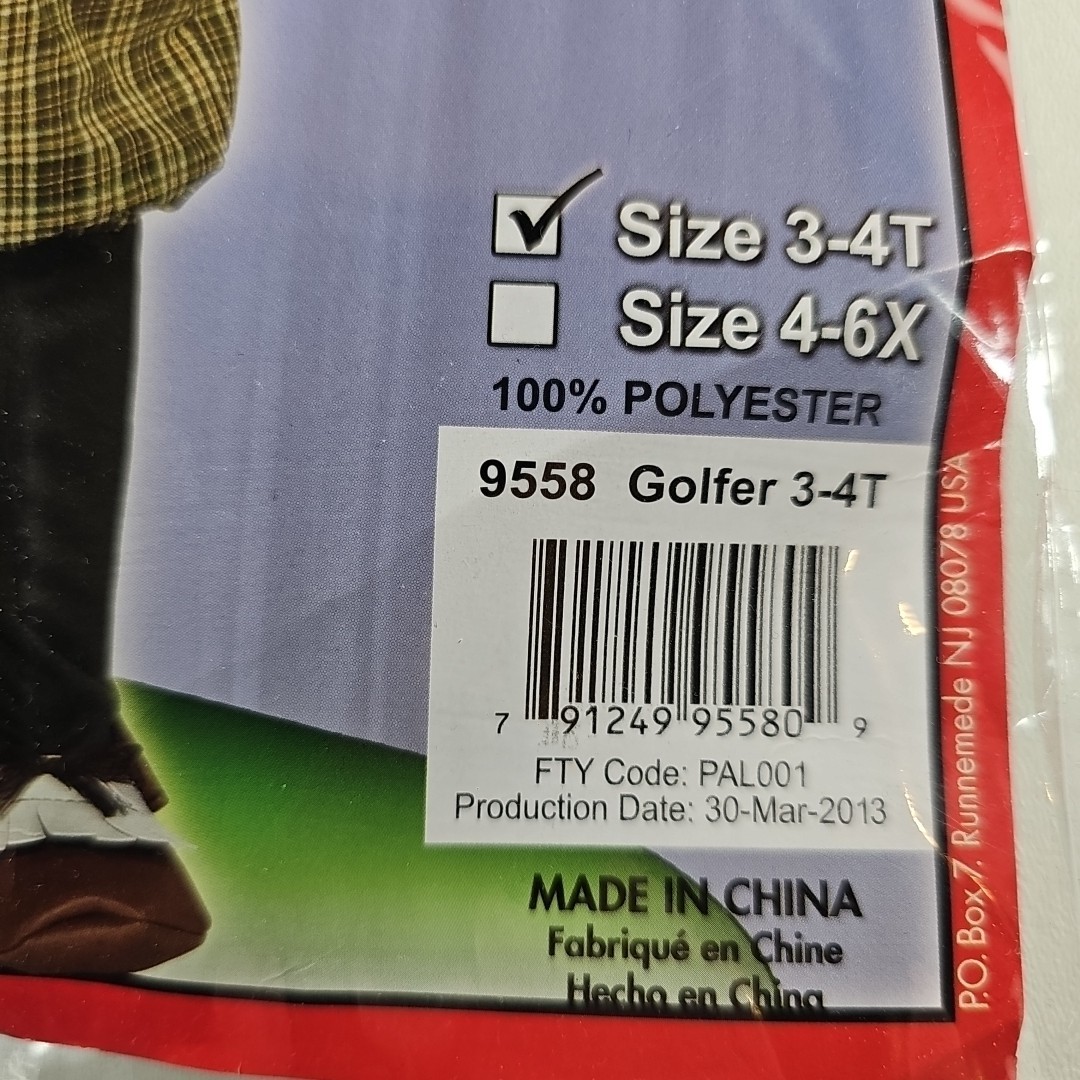 Size 3-4T
Size 4-6X
100% POLYESTER
9558 Golfer 3-4T
7 91249 95580 9
FTY Code: PAL001
Production Date: 30-Mar-2013
MADE IN CHINA
Fabriqué en Chine
Hecho en China
P.O. Box 7, Runnemede NJ 08078 USA